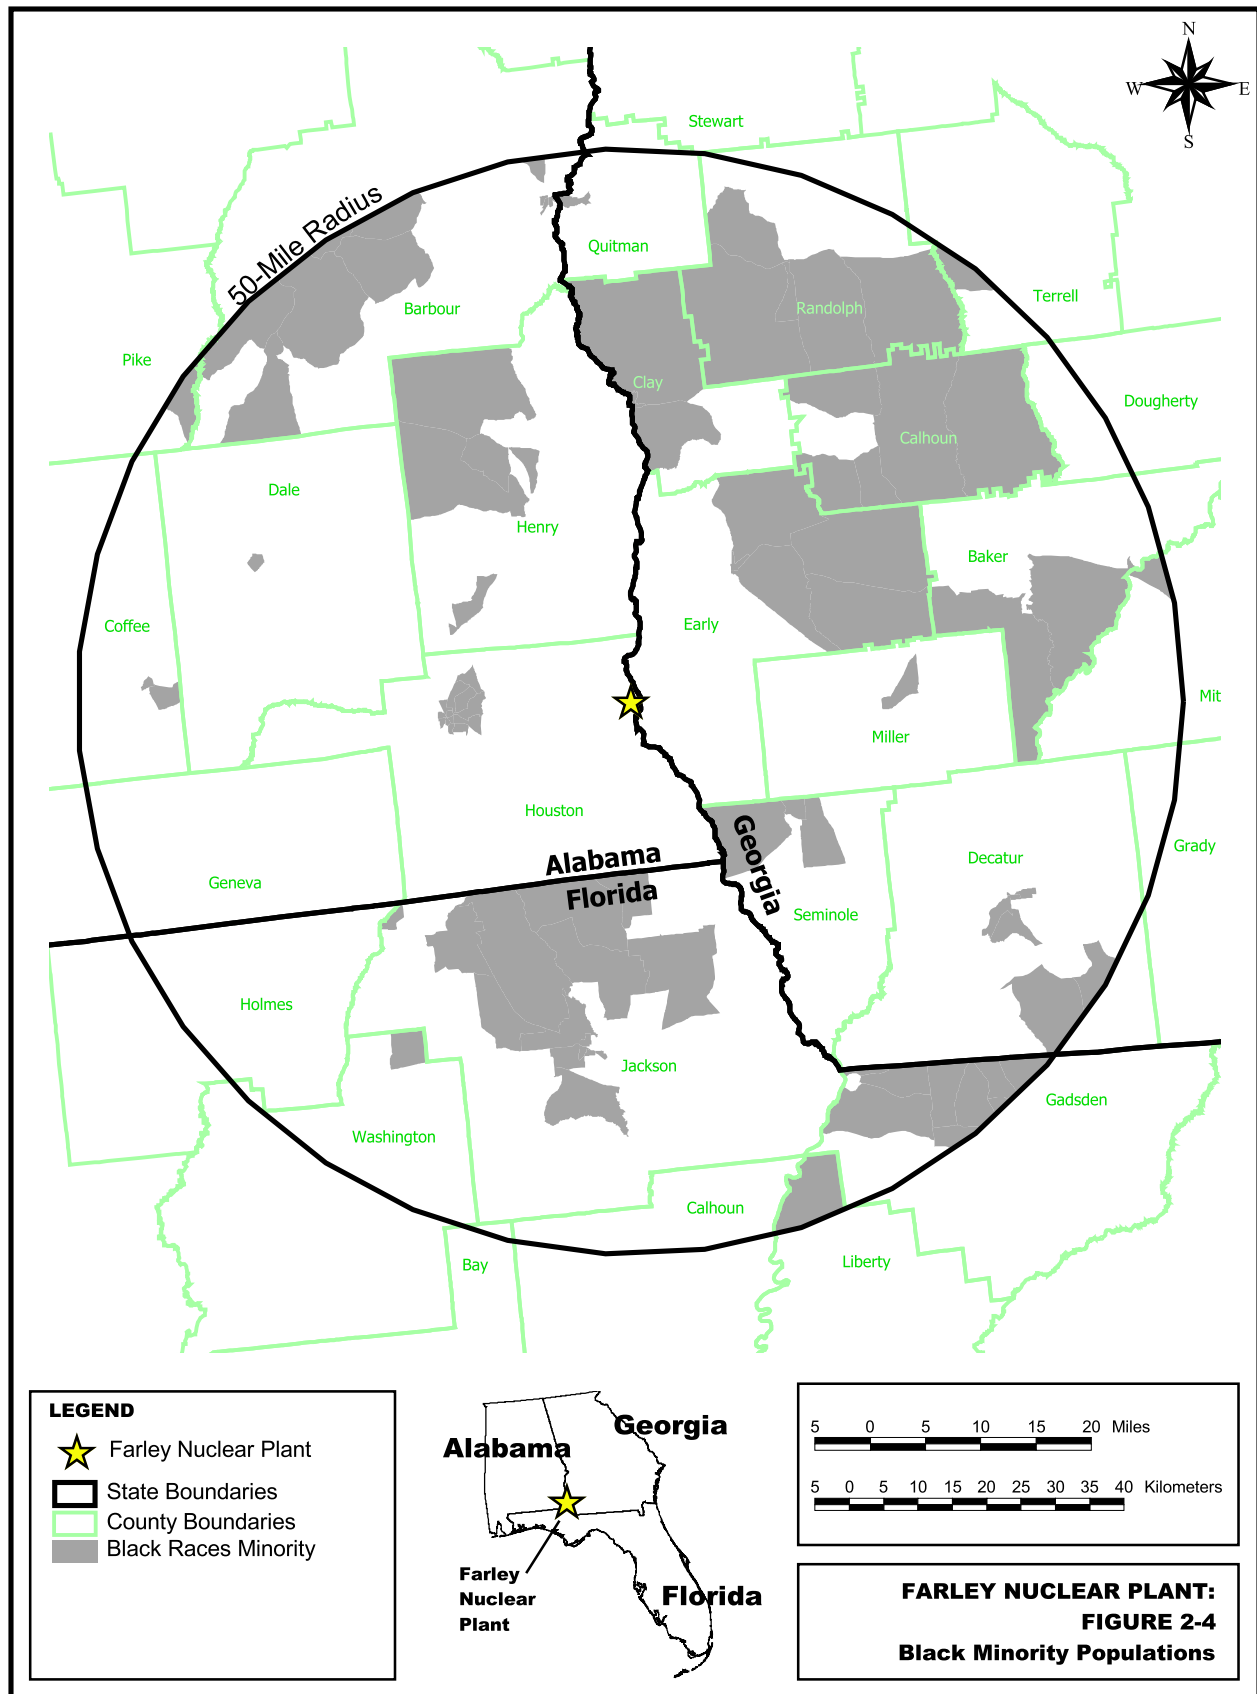 N
W E
S
Stewart
50-Mile Radius
Quitman
Terrell
Barbour
Randolph
Pike
Clay
Dougherty
Calhoun
Dale
Henry
Baker
Coffee
Early
Mit
Miller
Houston
Georgia
Grady
Alabama
Decatur
Geneva
Florida
Seminole
Holmes
Jackson
Gadsden
Washington
Calhoun
Bay
Liberty
LEGEND
Farley Nuclear Plant
State Boundaries
County Boundaries
Black Races Minority
Georgia
Alabama
Farley
Nuclear
Plant
Florida
5 0 5 10 15 20 Miles
5 0 5 10 15 20 25 30 35 40 Kilometers
FARLEY NUCLEAR PLANT:
FIGURE 2-4
Black Minority Populations